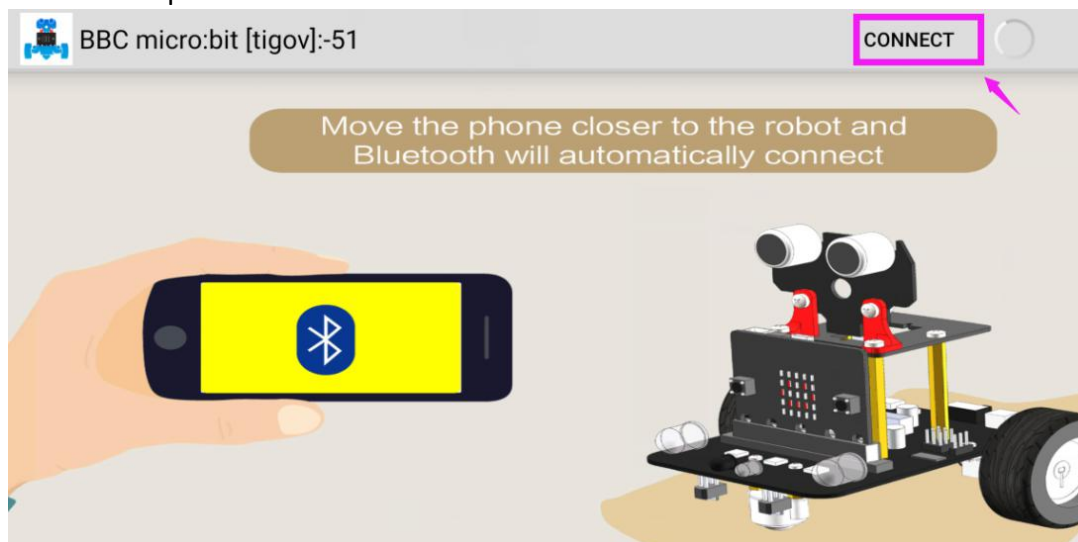 BBC micro:bit [tigov]:-51
CONNECT
Move the phone closer to the robot and
Bluetooth will automatically connect